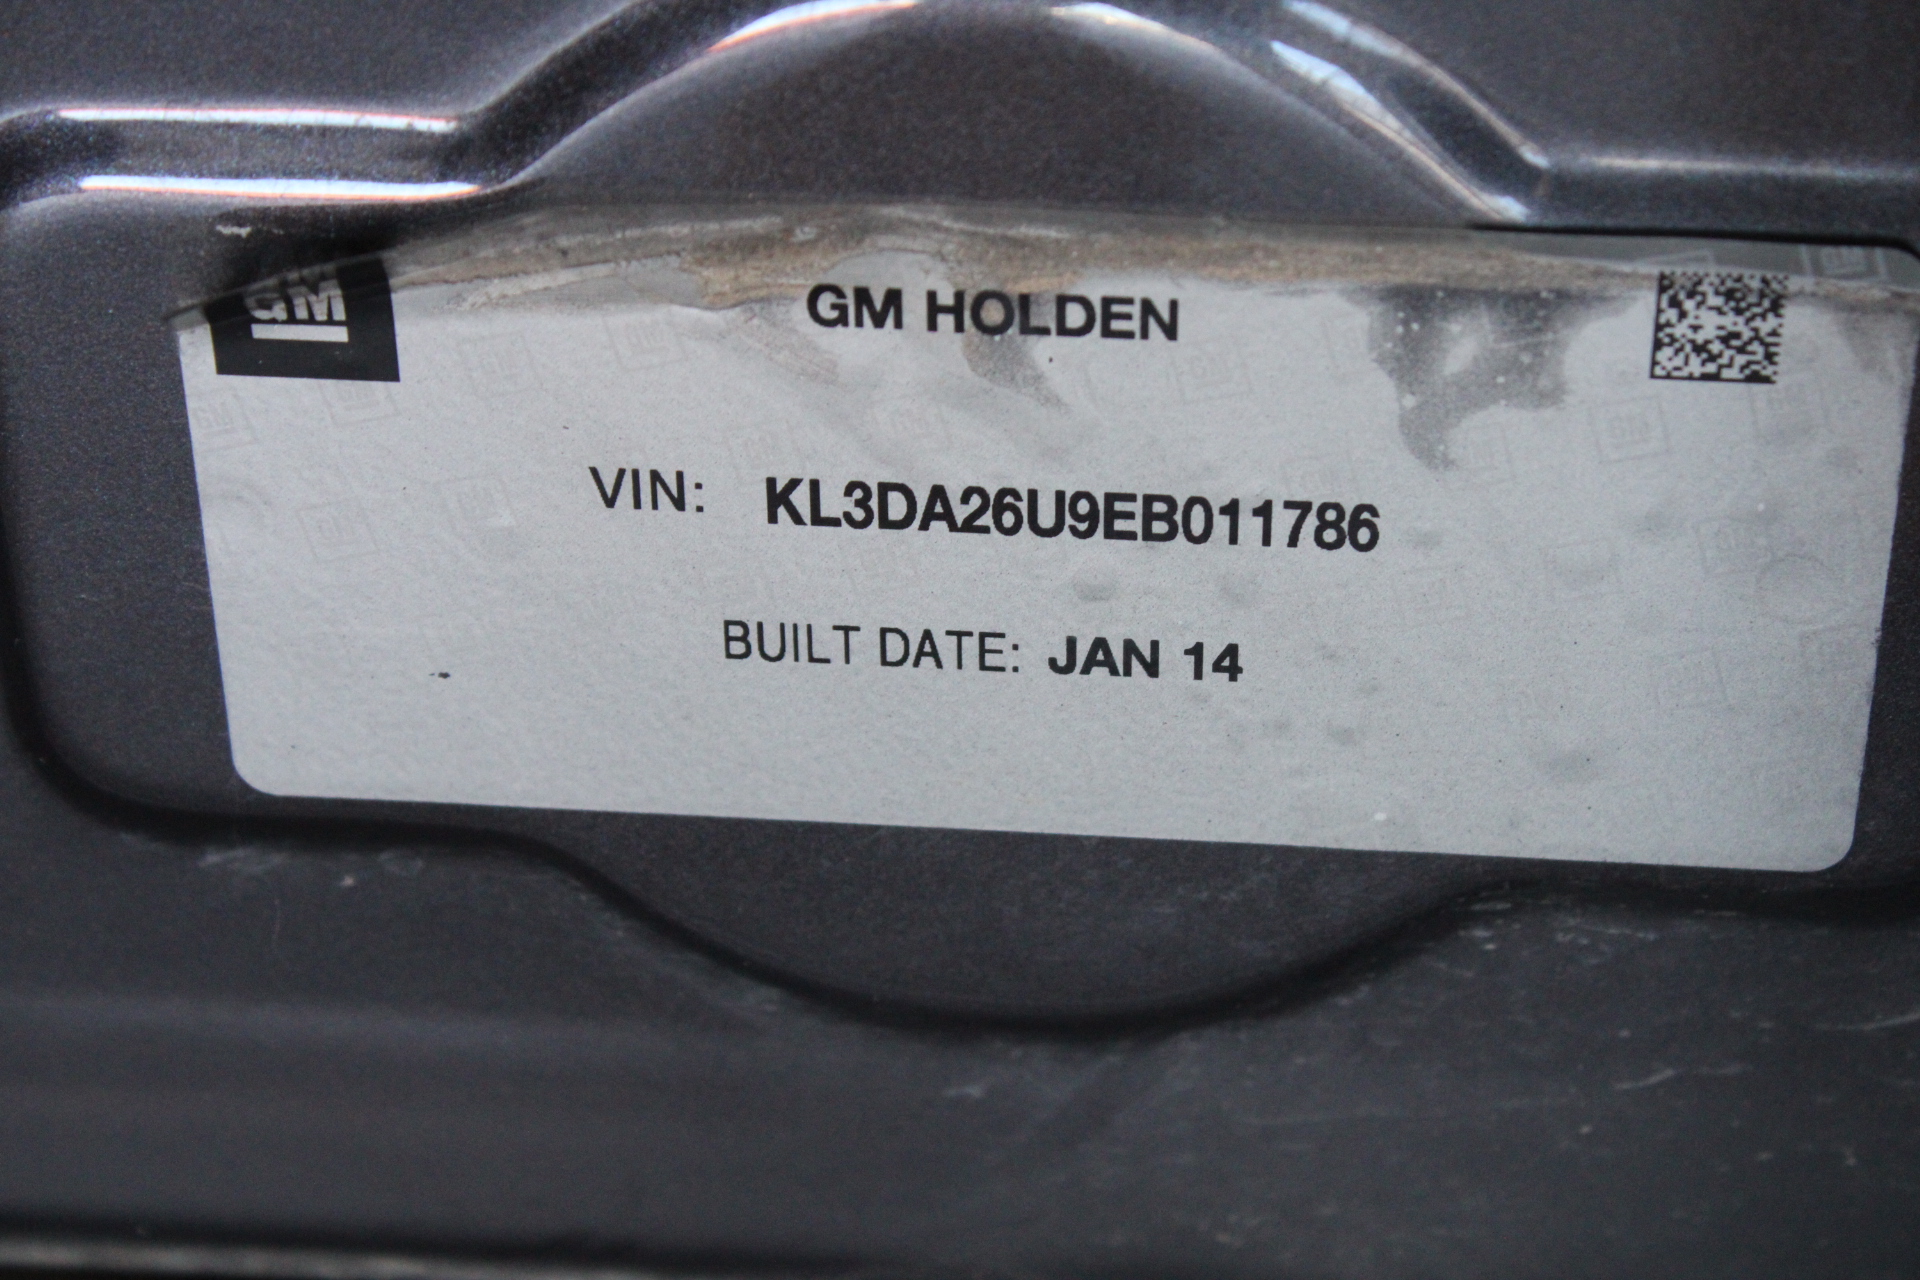 GM
GM HOLDEN
VIN: KL3DA26U9EB011786
BUILT DATE: JAN 14